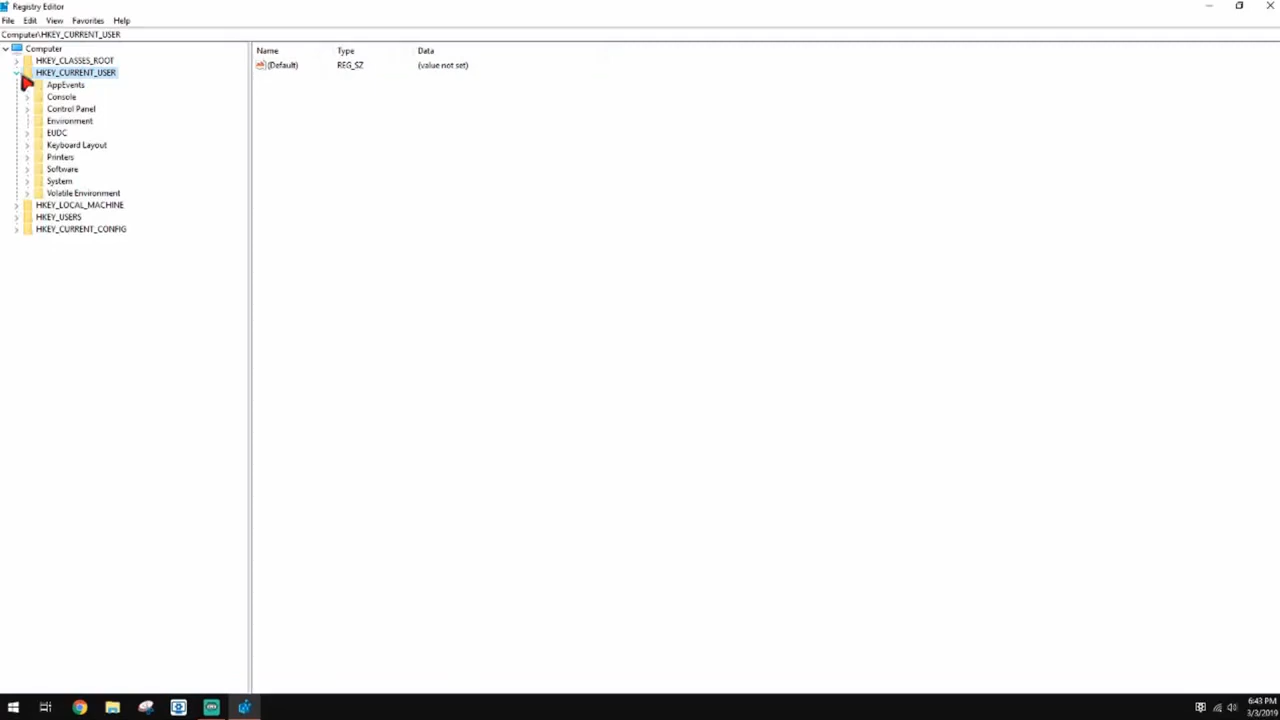 Registry Editor
File Edit View Favorites Help
Computer\HKEY_CURRENT_USER
Computer
HKEY_CLASSES_ROOT
HKEY_CURRENT_USER
AppEvents
Console
Control Panel
Environment
EUDC
Keyboard Layout
Printers
Software
System
Volatile Environment
HKEY_LOCAL_MACHINE
HKEY_USERS
HKEY_CURRENT_CONFIG
Name Type Data
ab (Default) REG_SZ (value not set)
6:43 PM
3/3/2019